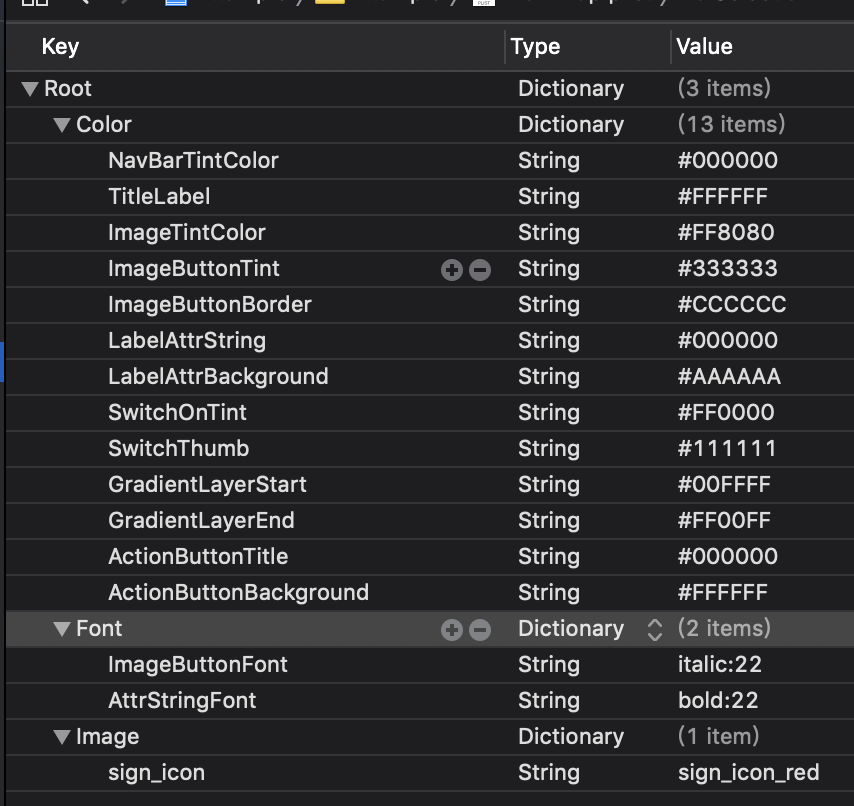 Key Type Value
Root Dictionary (3 items)
Color Dictionary (13 items)
NavBarTintColor String #000000
TitleLabel String #FFFFFF
ImageTintColor String #FF8080
ImageButtonTint String #333333
ImageButtonBorder String #CCCCCC
LabelAttrString String #000000
LabelAttrBackground String #AAAAAA
SwitchOnTint String #FF0000
SwitchThumb String #111111
GradientLayerStart String #00FFFF
GradientLayerEnd String #FF00FF
ActionButtonTitle String #000000
ActionButtonBackground String #FFFFFF
Font Dictionary (2 items)
ImageButtonFont String italic:22
AttrStringFont String bold:22
Image Dictionary (1 item)
sign_icon String sign_icon_red